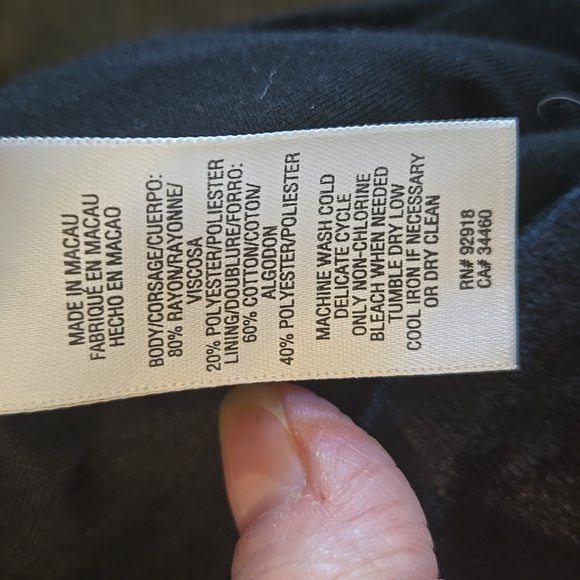 MADE IN MACAU
FABRIQUÉ EN MACAU
HECHO EN MACAO
BODY/CORSAGE/CUERPO:
80% RAYON/RAYONNE/
VISCOSA
20% POLYESTER/POLIESTER
LINING/DOUBLURE/FORRO:
60% COTTON/COTON/
ALGODON
40% POLYESTER/POLIESTER
MACHINE WASH COLD
DELICATE CYCLE
ONLY NON-CHLORINE
BLEACH WHEN NEEDED
TUMBLE DRY LOW
COOL IRON IF NECESSARY
OR DRY CLEAN
RN# 92918
CA# 34460